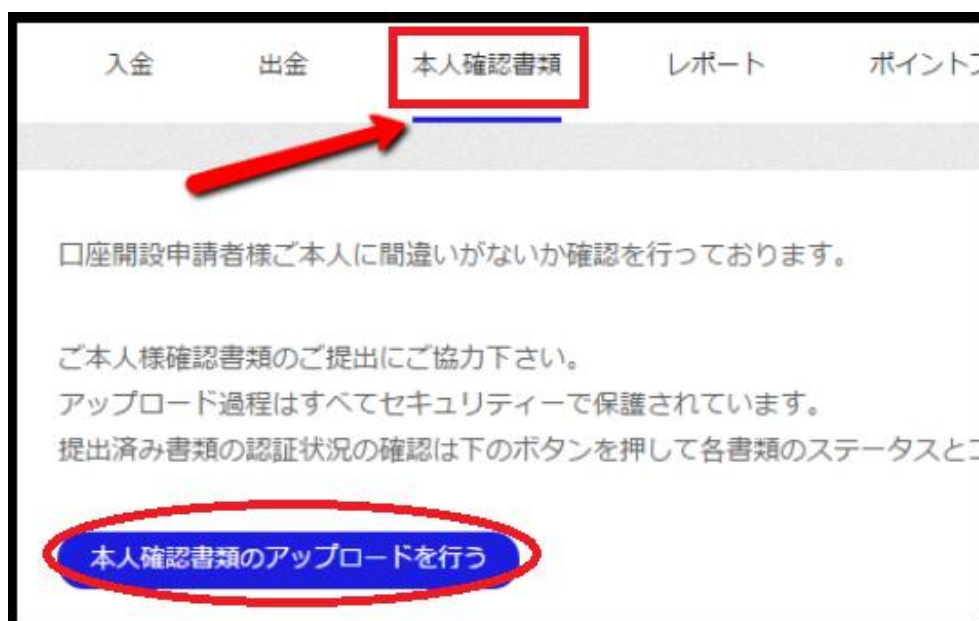 入金 出金 本人確認書類 レポート ポイント
口座開設申請者様ご本人に間違いがないか確認を行っております。
ご本人様確認書類のご提出にご協力下さい。
アップロード過程はすべてセキュリティーで保護されています。
提出済み書類の認証状況の確認は下のボタンを押して各書類のステータスと
本人確認書類のアップロードを行う